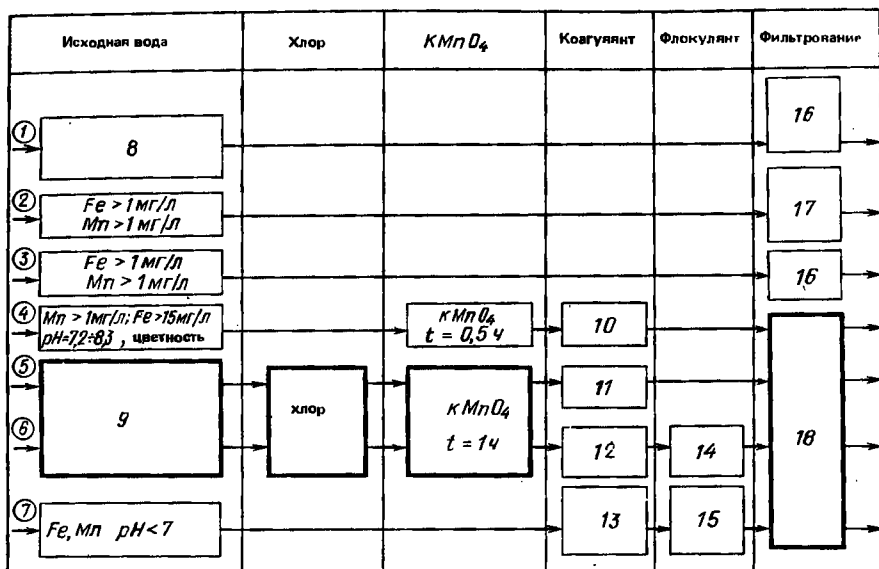 Исходная вода
Хлор
KMnO4
Коагулянт
Флокулянт
Фильтрование
1
8
16
2
Fe > 1 мг/л
Mn > 1 мг/л
17
3
Fe > 1 мг/л
Mn > 1 мг/л
16
4
Mn > 1мг/л; Fe > 15мг/л
pH=7,2÷8,3 , цветность
кMnO4
t = 0,5 ч
10
5
6
9
хлор
кMnO4
t = 1ч
11
12
14
18
7
Fe, Mn pH < 7
13
15